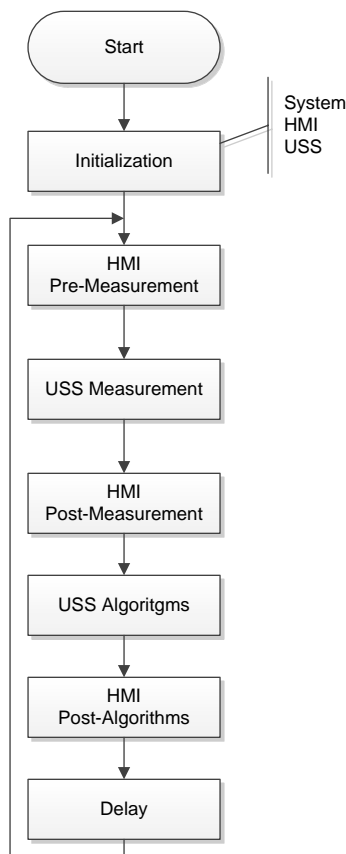 Start
System
HMI
USS
Initialization
HMI
Pre-Measurement
USS Measurement
HMI
Post-Measurement
USS Algoritgms
HMI
Post-Algorithms
Delay